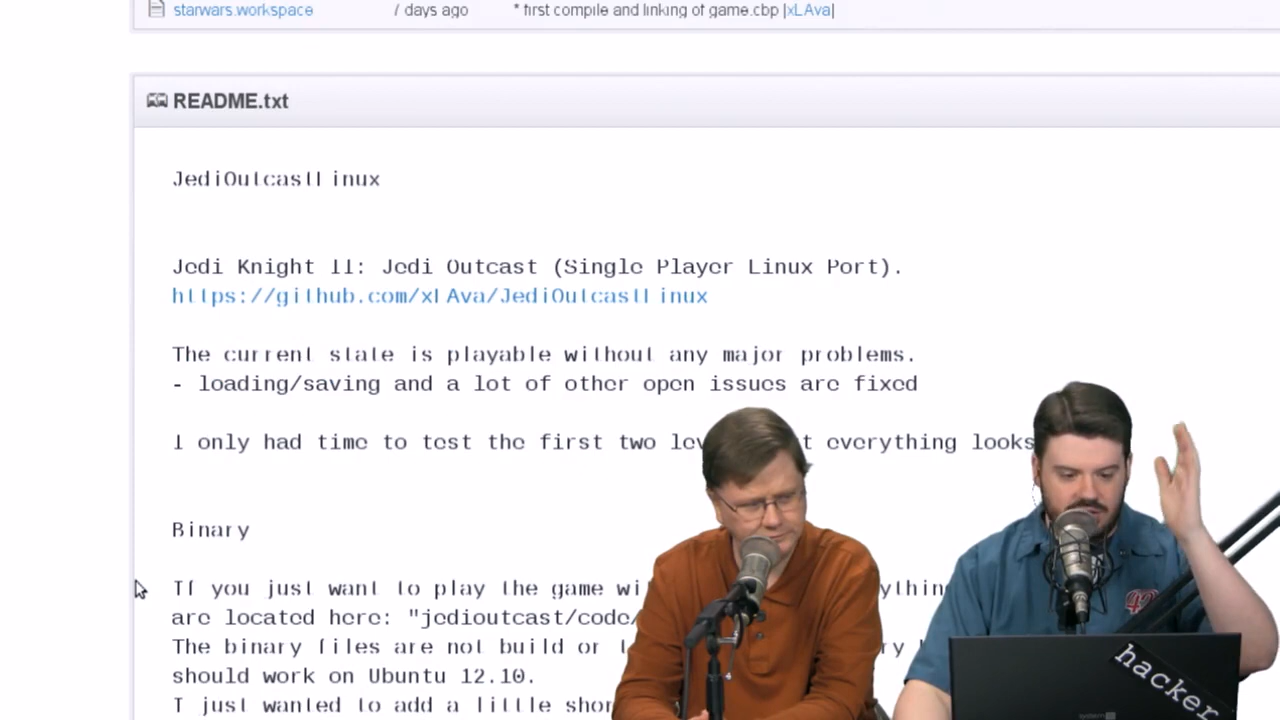 starwars.workspace 7 days ago * first compile and linking of game.cbp [xLAva]
README.txt
JediOutcastLinux
Jedi Knight II: Jedi Outcast (Single Player Linux Port).
https://github.com/xLAva/JediOutcastLinux
The current state is playable without any major problems.
- loading/saving and a lot of other open issues are fixed
I only had time to test the first two everything looks
Binary
If you just want to play the game
are located here: "jedioutcast/code/
The binary files are not build or
should work on Ubuntu 12.10.
I just wanted to add a little
hacker